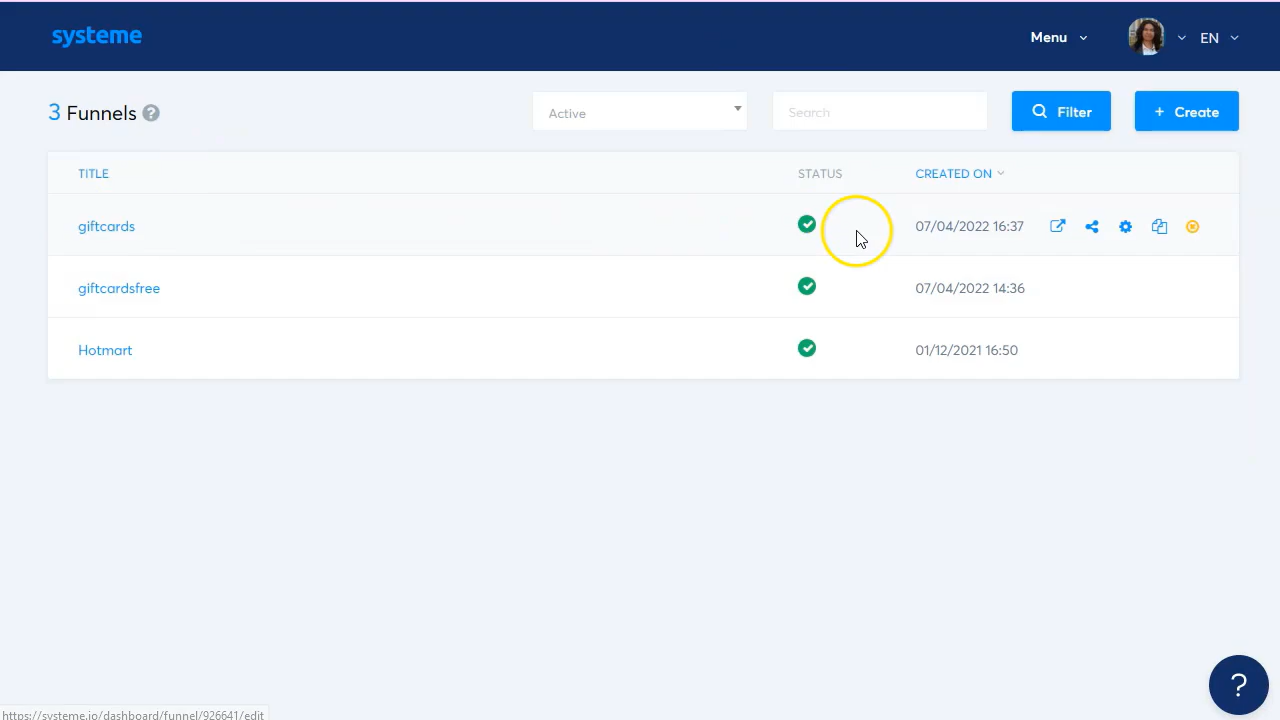 systeme
Menu
EN
3 Funnels ?
Active
Search
Filter
+ Create
TITLE STATUS CREATED ON
giftcards 07/04/2022 16:37
giftcardsfree 07/04/2022 14:36
Hotmart 01/12/2021 16:50
?
https://systeme.io/dashboard/funnel/926641/edit